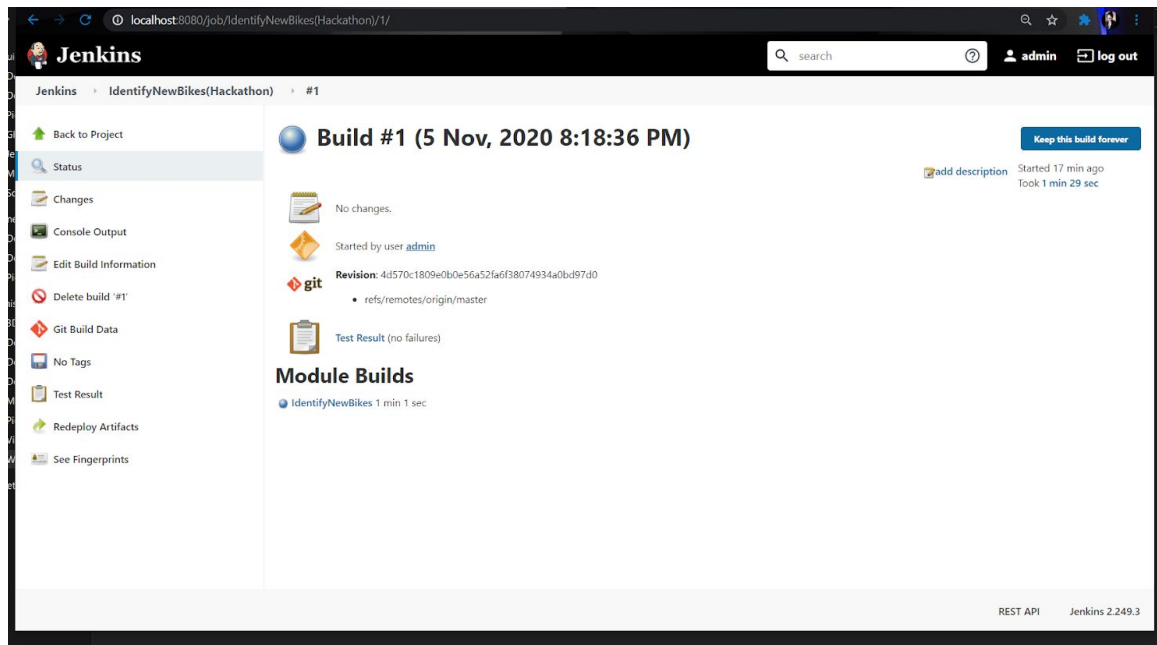 localhost:8080/job/IdentifyNewBikes(Hackathon)/1/
Jenkins
search
admin
log out
Jenkins IdentifyNewBikes(Hackathon) #1
Back to Project
Status
Changes
Console Output
Edit Build Information
Delete build '#1'
Git Build Data
No Tags
Test Result
Redeploy Artifacts
See Fingerprints
Build #1 (5 Nov, 2020 8:18:36 PM)
Keep this build forever
add description
Started 17 min ago
Took 1 min 29 sec
No changes.
Started by user admin
git
Revision: 4d570c1809e0b0e56a52fa6f38074934a0bd97d0
refs/remotes/origin/master
Test Result (no failures)
Module Builds
IdentifyNewBikes 1 min 1 sec
REST API Jenkins 2.249.3